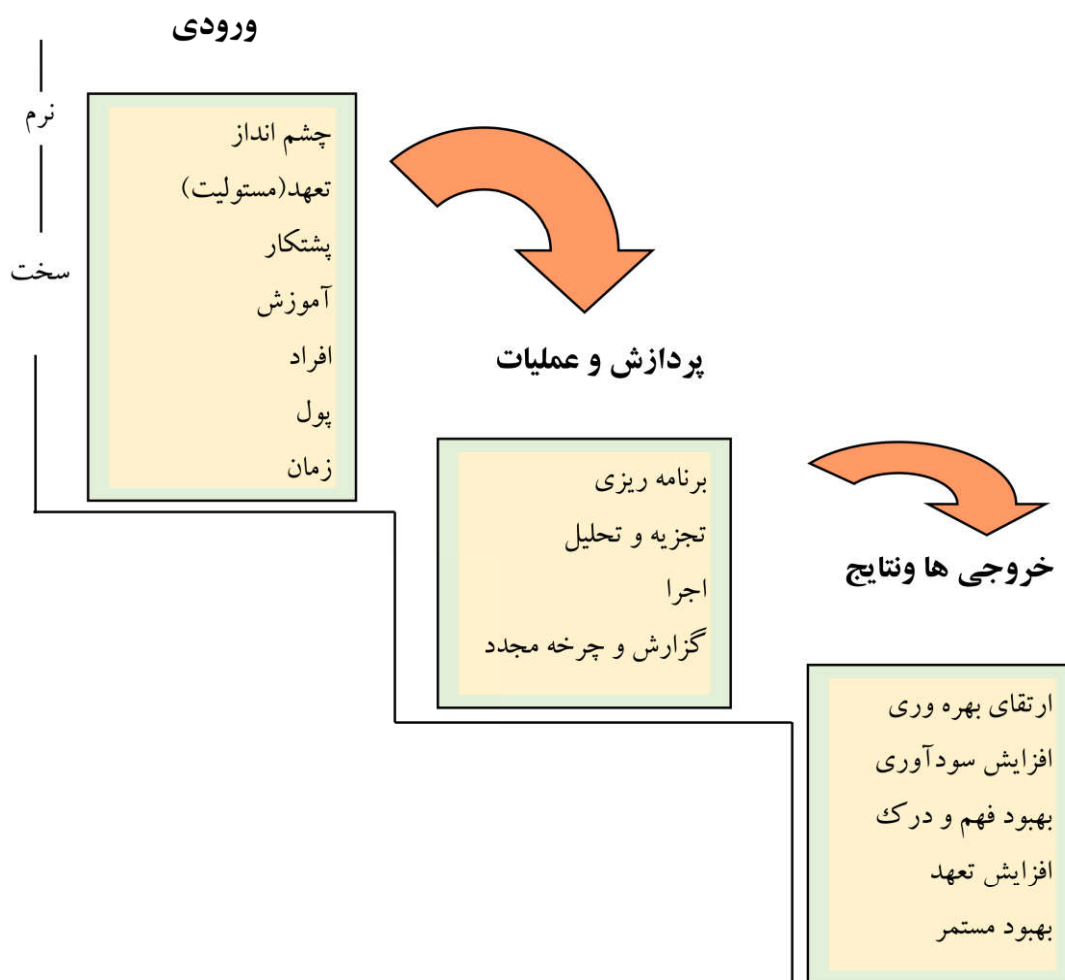 ورودی
نرم
سخت
چشم انداز
تعهد(مستولیت)
پشتکار
آموزش
افراد
پول
زمان
پردازش و عملیات
برنامه ریزی
تجزیه و تحلیل
اجرا
گزارش و چرخه مجدد
خروجی ها ونتایج
ارتقای بهره وری
افزایش سودآوری
بهبود فهم و درک
افزایش تعهد
بهبود مستمر